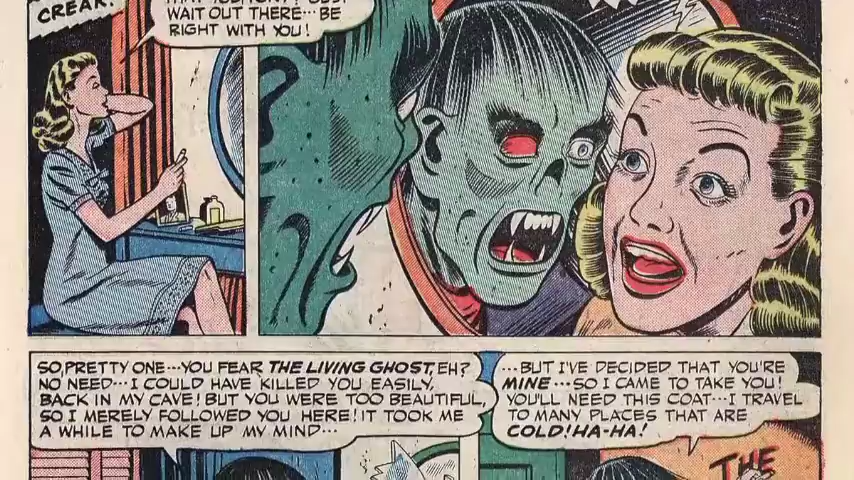 CREAK!
WAIT OUT THERE...BE
RIGHT WITH YOU!
SO, PRETTY ONE---YOU FEAR THE LIVING GHOST, EH?
NO NEED---I COULD HAVE KILLED YOU EASILY,
BACK IN MY CAVE! BUT YOU WERE TOO BEAUTIFUL,
SO I MERELY FOLLOWED YOU HERE! IT TOOK ME
A WHILE TO MAKE UP MY MIND---
...BUT I'VE DECIDED THAT YOU'RE
MINE---SO I CAME TO TAKE YOU!
YOU'LL NEED THIS COAT---I TRAVEL
TO MANY PLACES THAT ARE
COLD! HA-HA!
THE